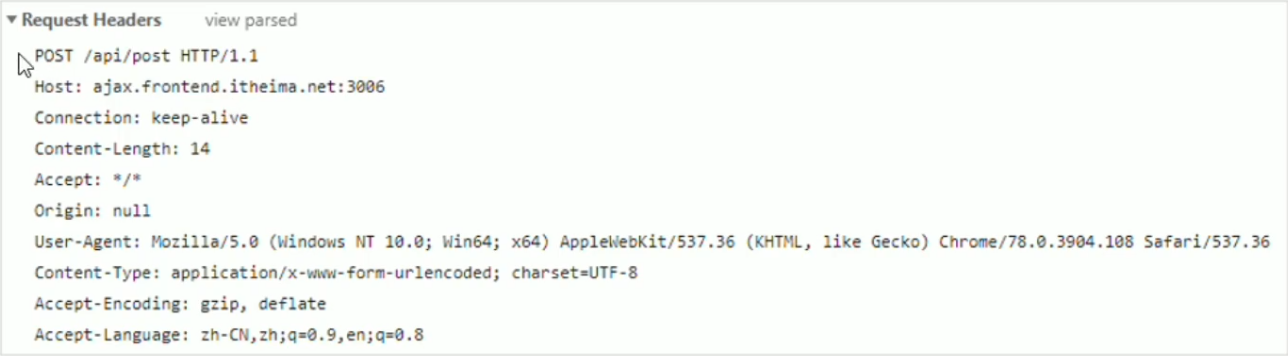 Request Headers view parsed
POST /api/post HTTP/1.1
Host: ajax.frontend.itheima.net:3006
Connection: keep-alive
Content-Length: 14
Accept: */*
Origin: null
User-Agent: Mozilla/5.0 (Windows NT 10.0; Win64; x64) AppleWebKit/537.36 (KHTML, like Gecko) Chrome/78.0.3904.108 Safari/537.36
Content-Type: application/x-www-form-urlencoded; charset=UTF-8
Accept-Encoding: gzip, deflate
Accept-Language: zh-CN,zh;q=0.9,en;q=0.8